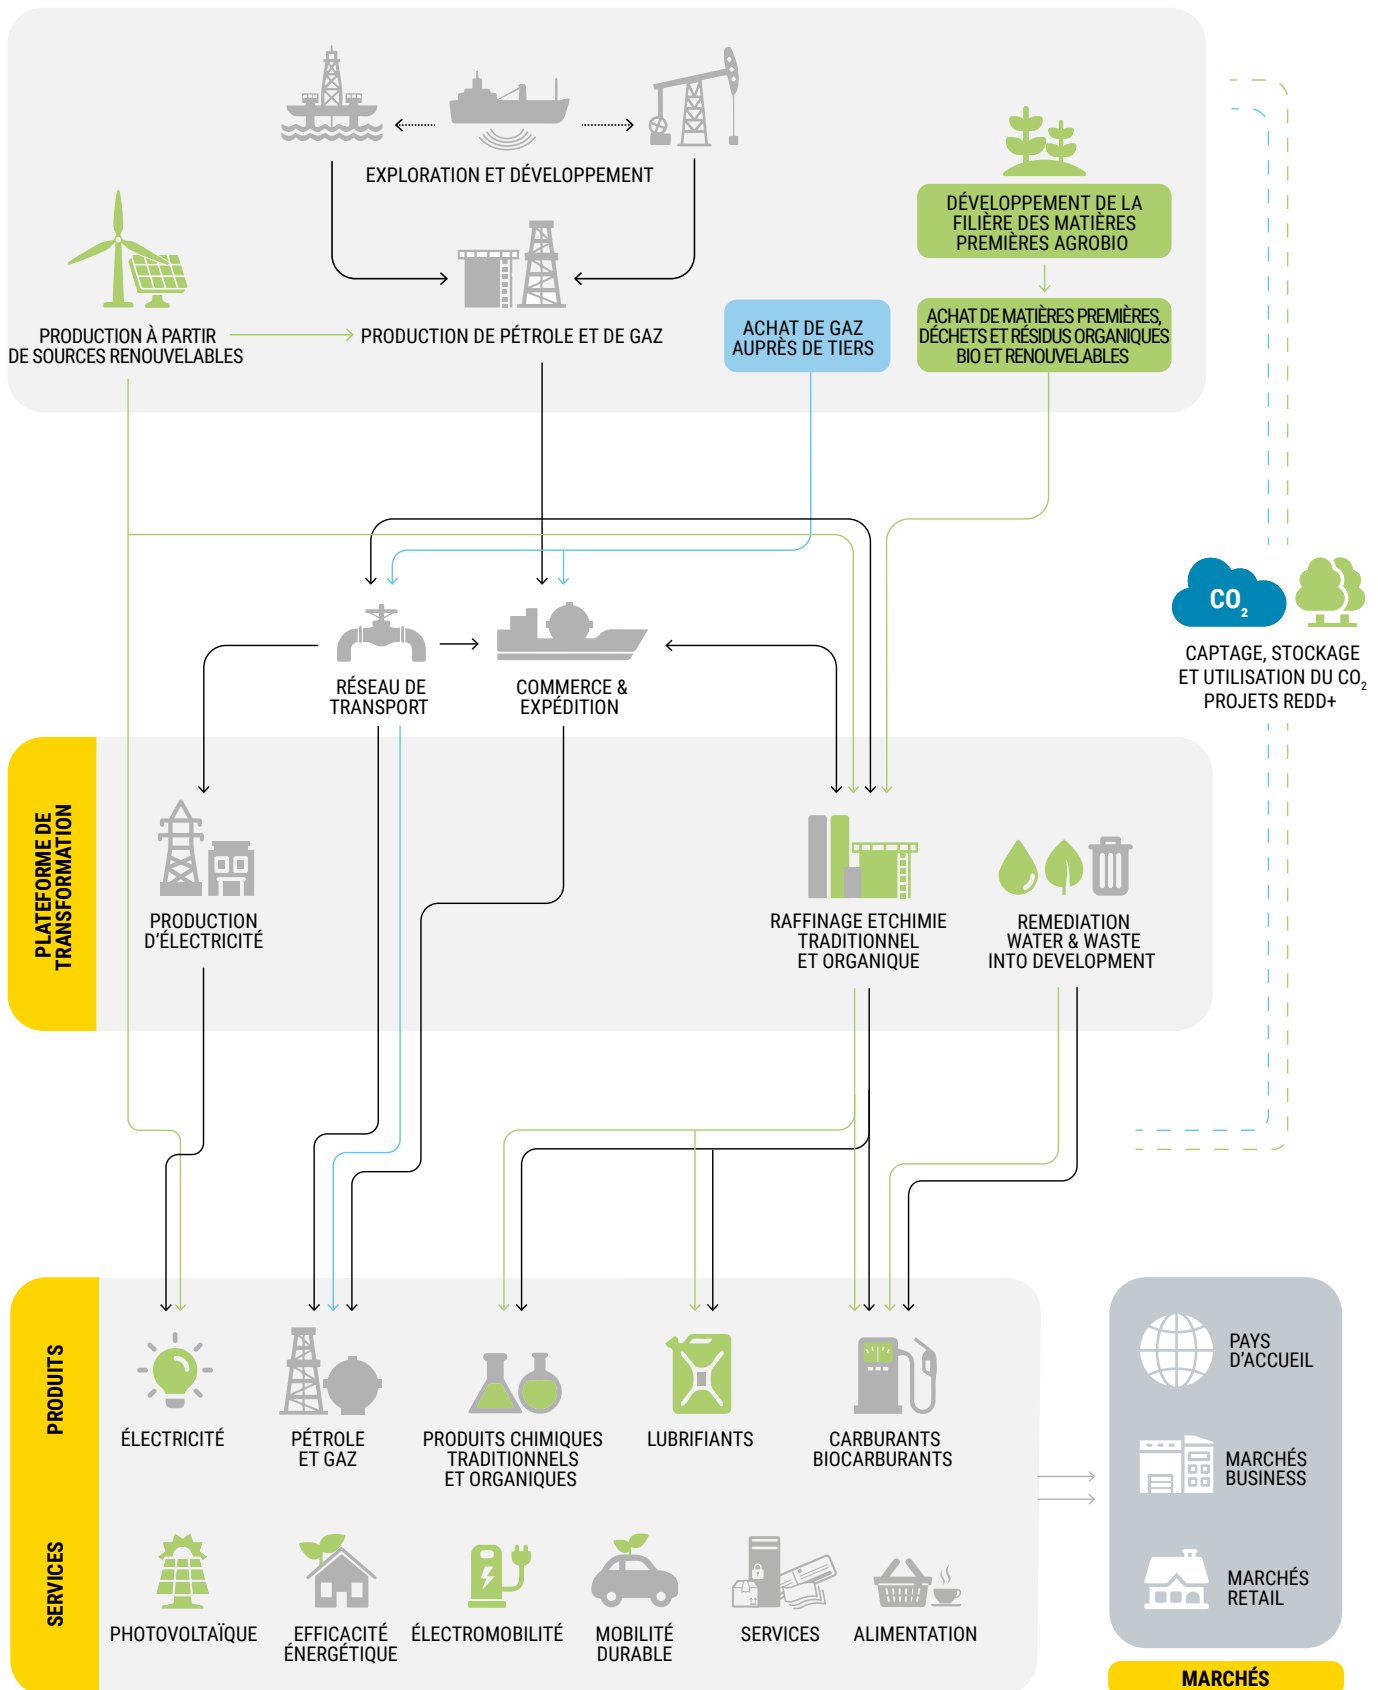 EXPLORATION ET DÉVELOPPEMENT
DÉVELOPPEMENT DE LA
FILIÈRE DES MATIÈRES
PREMIÈRES AGROBIO
PRODUCTION À PARTIR
DE SOURCES RENOUVELABLES
PRODUCTION DE PÉTROLE ET DE GAZ
ACHAT DE GAZ
AUPRÈS DE TIERS
ACHAT DE MATIÈRES PREMIÈRES,
DÉCHETS ET RÉSIDUS ORGANIQUES
BIO ET RENOUVELABLES
CO2
CAPTAGE, STOCKAGE
ET UTILISATION DU CO2
PROJETS REDD+
RÉSEAU DE
TRANSPORT
COMMERCE &
EXPÉDITION
PLATEFORME DE
TRANSFORMATION
PRODUCTION
D'ÉLECTRICITÉ
RAFFINAGE ETCHIMIE
TRADITIONNEL
ET ORGANIQUE
REMEDIATION
WATER & WASTE
INTO DEVELOPMENT
PRODUITS
ÉLECTRICITÉ
PÉTROLE
ET GAZ
PRODUITS CHIMIQUES
TRADITIONNELS
ET ORGANIQUES
LUBRIFIANTS
CARBURANTS
BIOCARBURANTS
SERVICES
PHOTOVOLTAÏQUE
EFFICACITÉ
ÉNERGÉTIQUE
ÉLECTROMOBILITÉ
MOBILITÉ
DURABLE
SERVICES
ALIMENTATION
PAYS
D'ACCUEIL
MARCHÉS
BUSINESS
MARCHÉS
RETAIL
MARCHÉS